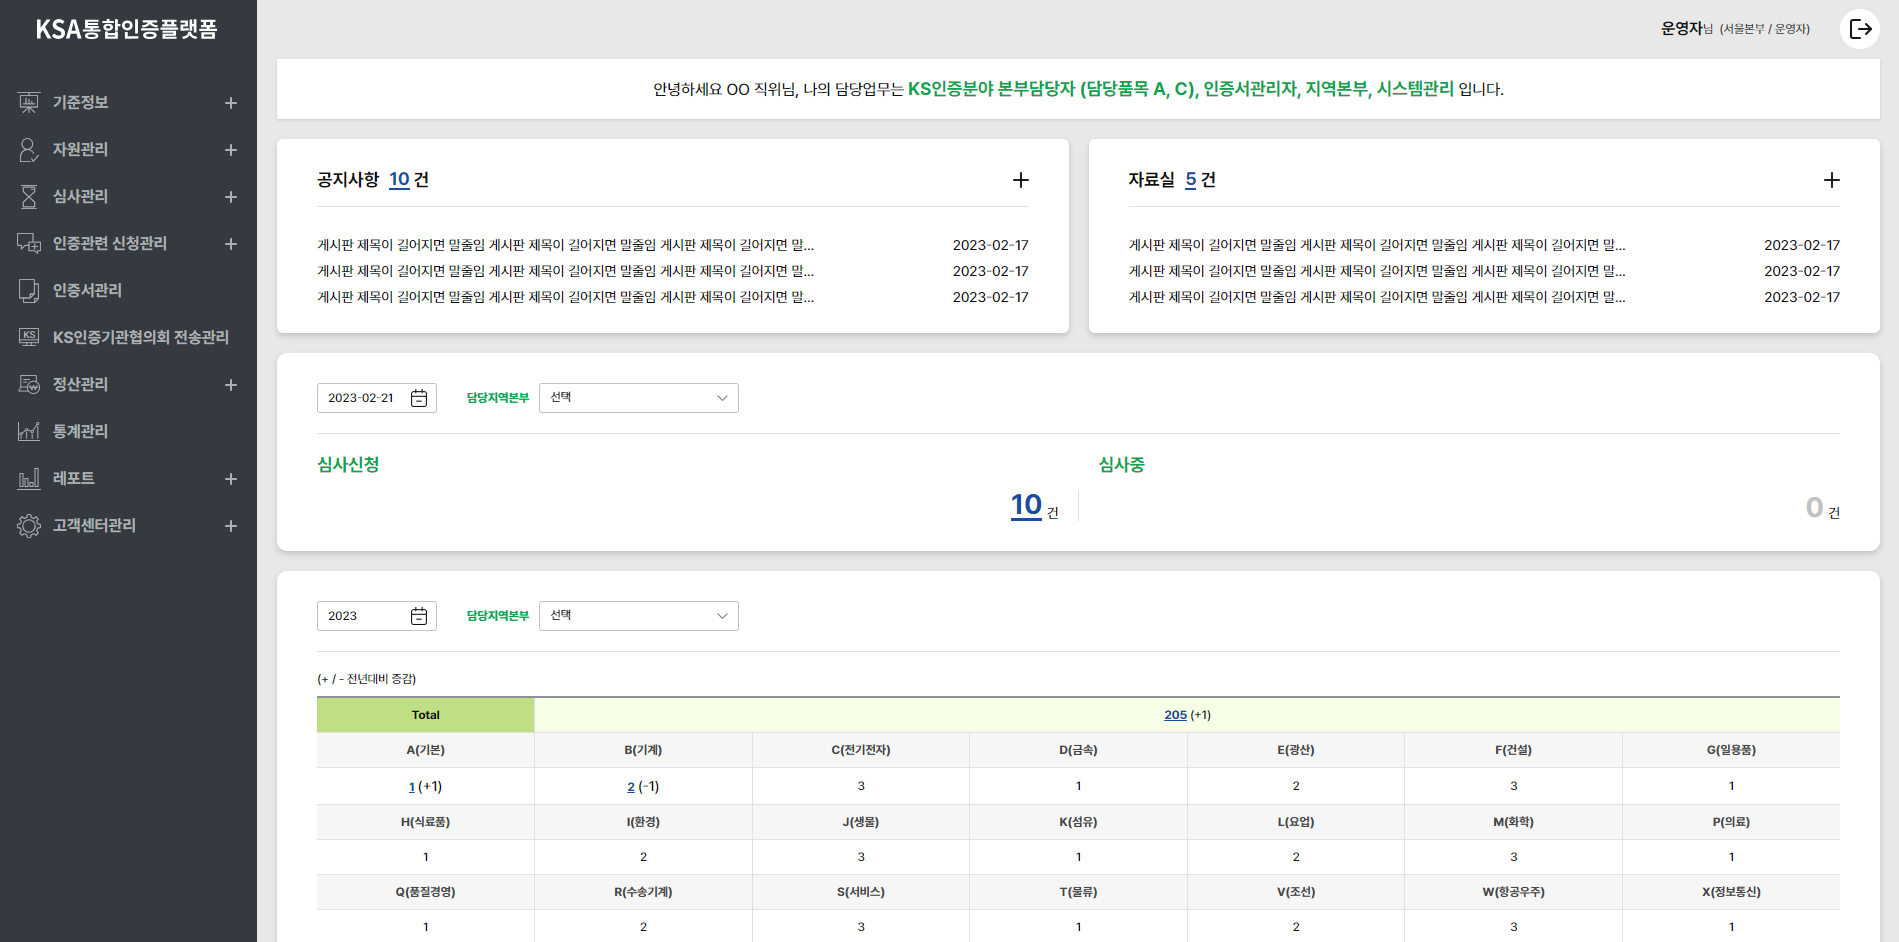 KSA통합인증플랫폼
운영자님 (서울본부 / 운영자)
기준정보
자원관리
심사관리
인증관련 신청관리
인증서관리
KS
KS인증기관협의회 전송관리
정산관리
통계관리
레포트
고객센터관리
안녕하세요 OO 직위님, 나의 담당업무는 KS인증분야 본부담당자 (담당품목 A, C), 인증서관리자, 지역본부, 시스템관리 입니다.
공지사항 10 건
게시판 제목이 길어지면 말줄임 게시판 제목이 길어지면 말줄임 게시판 제목이 길어지면 말... 2023-02-17
게시판 제목이 길어지면 말줄임 게시판 제목이 길어지면 말줄임 게시판 제목이 길어지면 말... 2023-02-17
게시판 제목이 길어지면 말줄임 게시판 제목이 길어지면 말줄임 게시판 제목이 길어지면 말... 2023-02-17
자료실 5 건
게시판 제목이 길어지면 말줄임 게시판 제목이 길어지면 말줄임 게시판 제목이 길어지면 말... 2023-02-17
게시판 제목이 길어지면 말줄임 게시판 제목이 길어지면 말줄임 게시판 제목이 길어지면 말... 2023-02-17
게시판 제목이 길어지면 말줄임 게시판 제목이 길어지면 말줄임 게시판 제목이 길어지면 말... 2023-02-17
2023-02-21 담당지역본부 선택
심사신청
10 건
심사중
0 건
2023 담당지역본부 선택
(+ / - 전년대비 증감)
Total 205 (+1)
A(기본) B(기계) C(전기전자) D(금속) E(광산) F(건설) G(일용품)
1 (+1) 2 (-1) 3 1 2 3 1
H(식료품) I(환경) J(생물) K(섬유) L(요업) M(화학) P(의료)
1 2 3 1 2 3 1
Q(품질경영) R(수송기계) S(서비스) T(물류) V(조선) W(항공우주) X(정보통신)
1 2 3 1 2 3 1